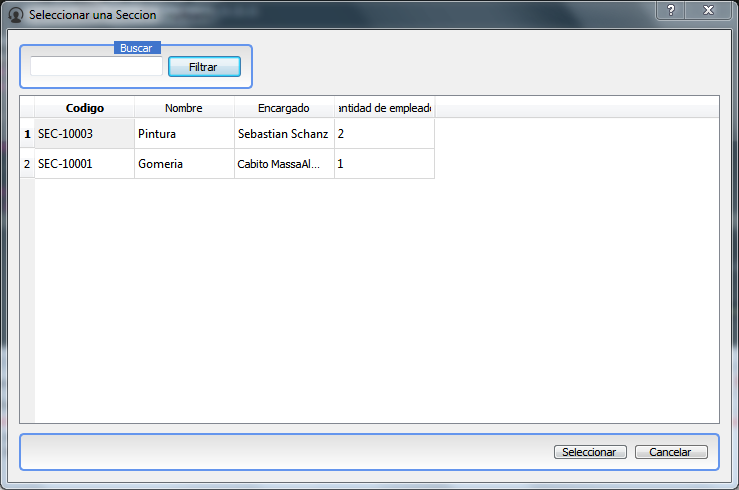 Seleccionar una Seccion
Buscar
Filtrar
Codigo Nombre Encargado antidad de empleado
1 SEC-10003 Pintura Sebastian Schanz 2
2 SEC-10001 Gomeria Cabito MassaAl... 1
Seleccionar Cancelar